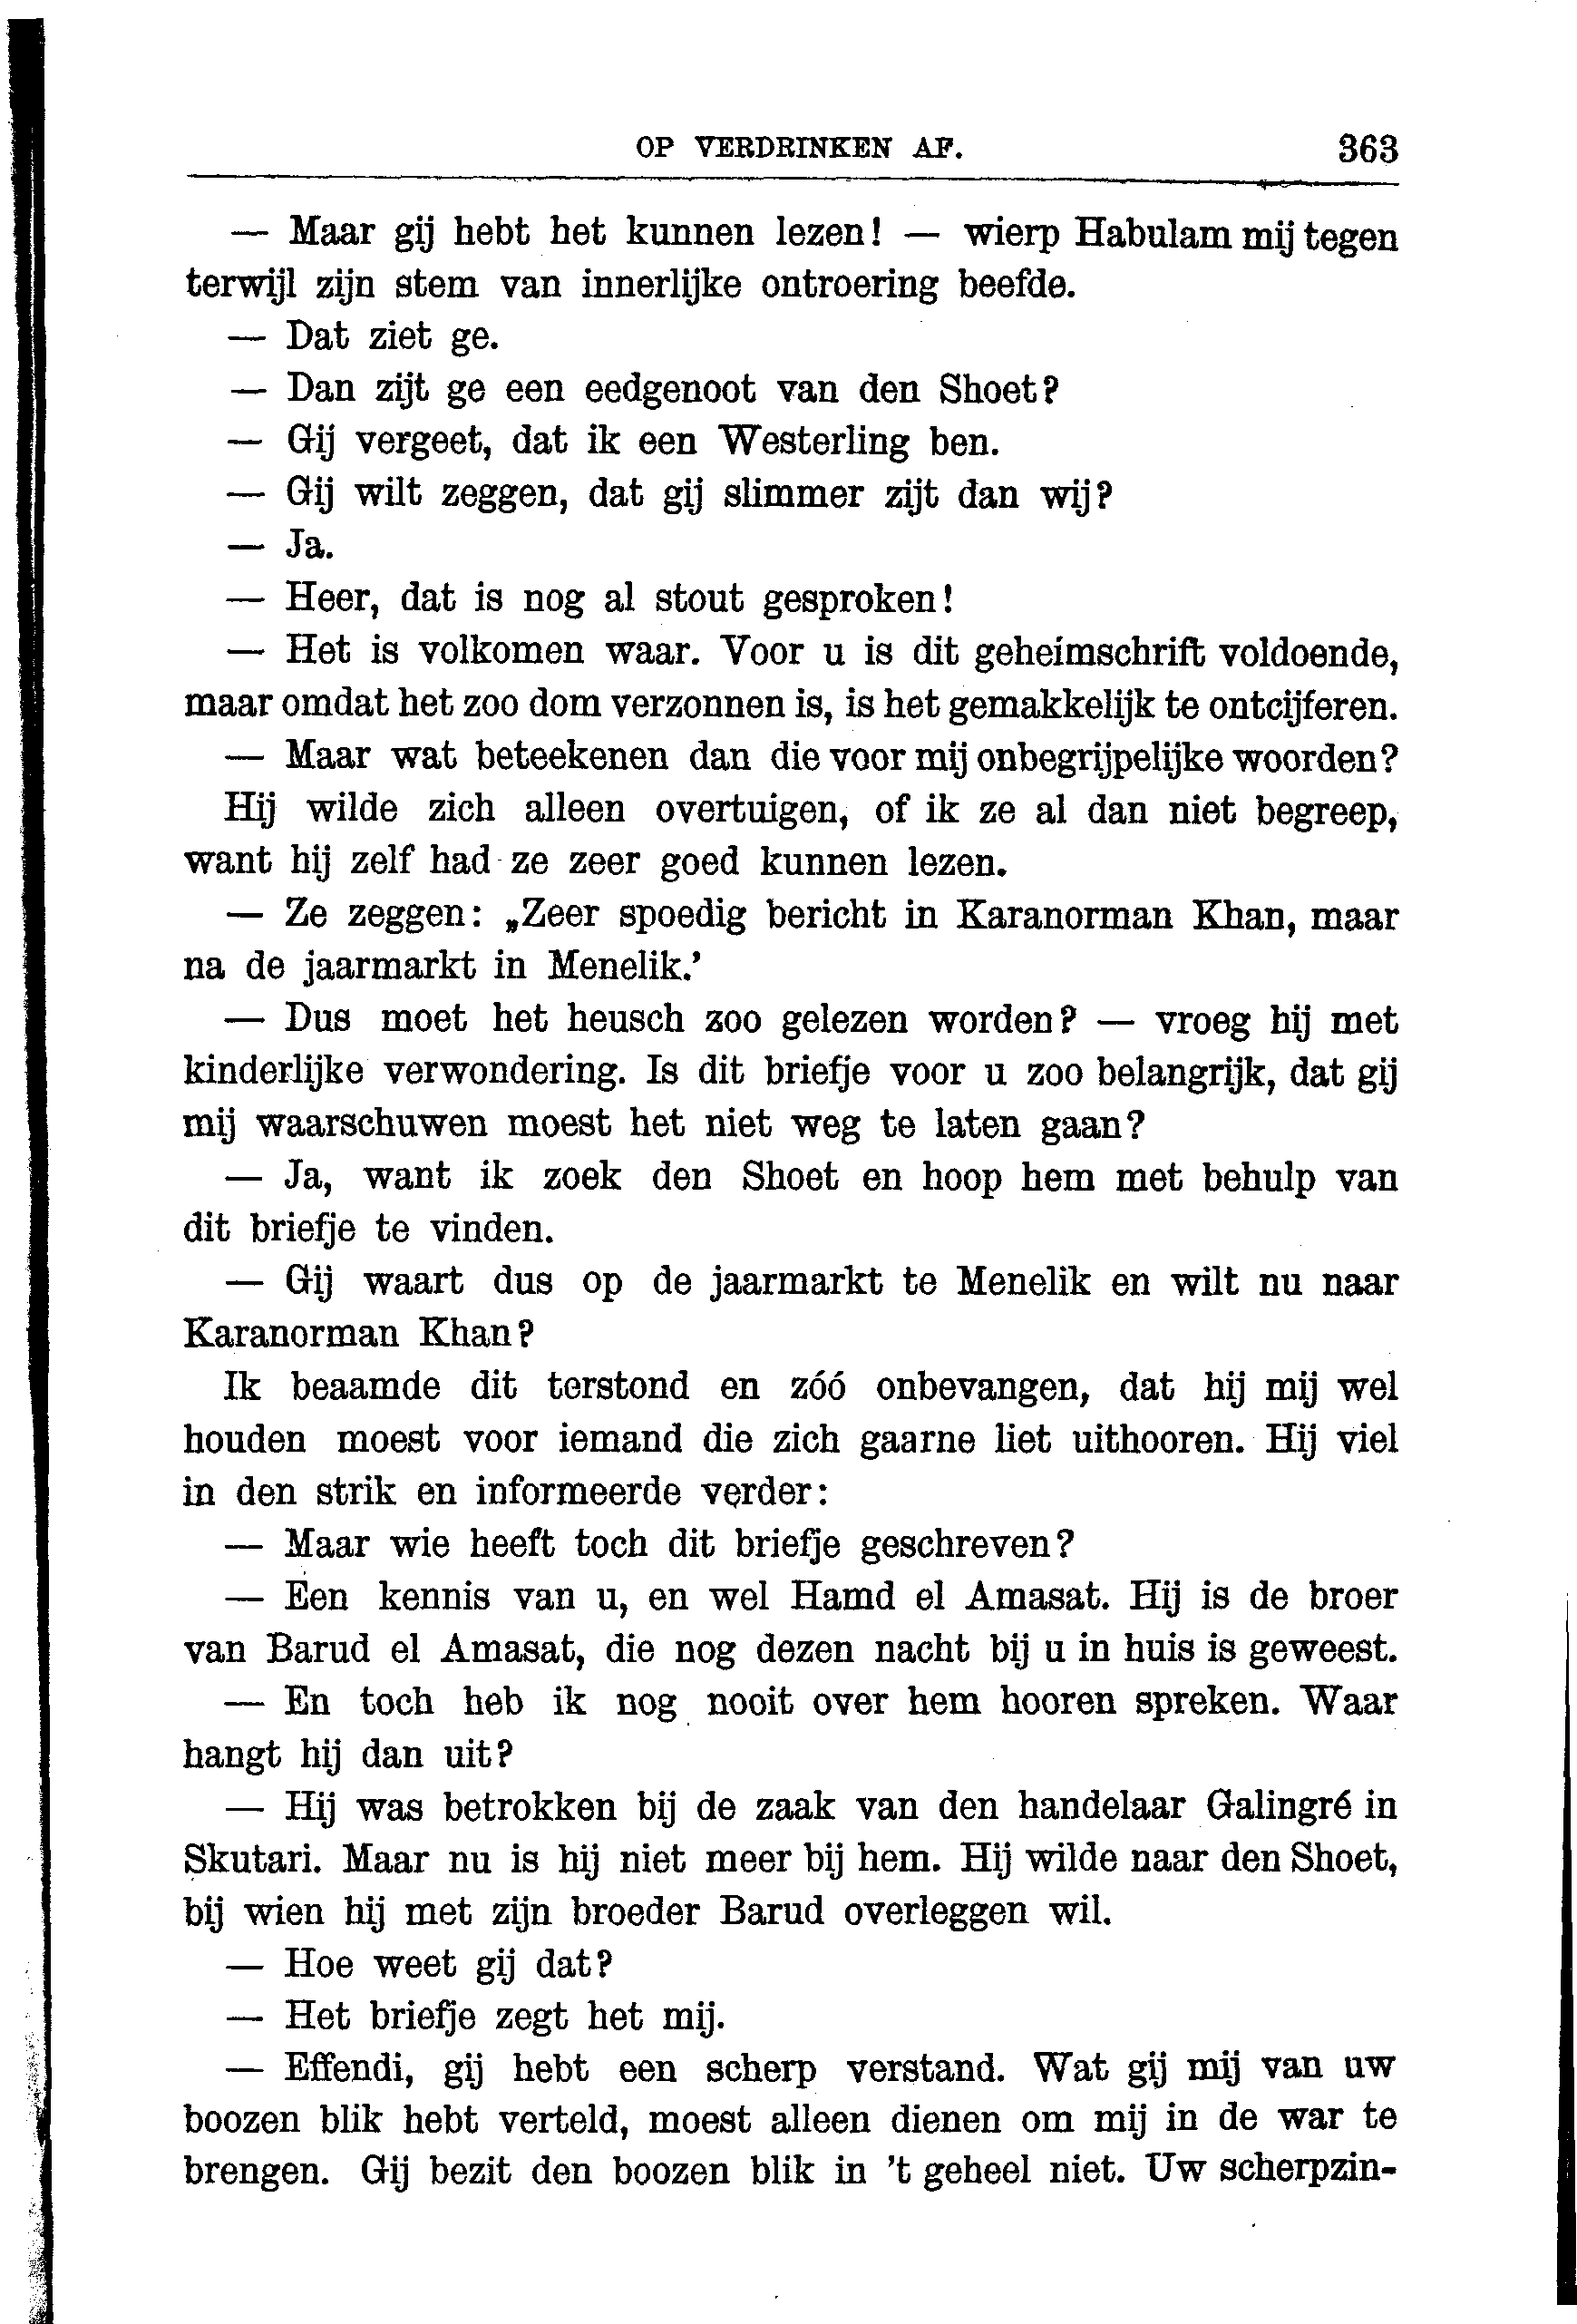 OP VERDRINKEN AF. 363
— Maar gij hebt het kunnen lezen! — wierp Habulam mij tegen
terwijl zijn stem van innerlijke ontroering beefde.
— Dat ziet ge.
— Dan zijt ge een eedgenoot van den Shoet?
— Gij vergeet, dat ik een Westerling ben.
— Gij wilt zeggen, dat gij slimmer zijt dan wij?
— Ja.
— Heer, dat is nog al stout gesproken!
— Het is volkomen waar. Voor u is dit geheimschrift voldoende,
maar omdat het zoo dom verzonnen is, is het gemakkelijk te ontcijferen.
— Maar wat beteekenen dan die voor mij onbegrijpelijke woorden?
Hij wilde zich alleen overtuigen, of ik ze al dan niet begreep,
want hij zelf had ze zeer goed kunnen lezen.
— Ze zeggen: „Zeer spoedig bericht in Karanorman Khan, maar
na de jaarmarkt in Menelik.’
— Dus moet het heusch zoo gelezen worden? — vroeg hij met
kinderlijke verwondering. Is dit briefje voor u zoo belangrijk, dat gij
mij waarschuwen moest het niet weg te laten gaan?
— Ja, want ik zoek den Shoet en hoop hem met behulp van
dit briefje te vinden.
— Gij waart dus op de jaarmarkt te Menelik en wilt nu naar
Karanorman Khan?
Ik beaamde dit terstond en zóó onbevangen, dat hij mij wel
houden moest voor iemand die zich gaarne liet uithooren. Hij viel
in den strik en informeerde verder:
— Maar wie heeft toch dit briefje geschreven?
— Een kennis van u, en wel Hamd el Amasat. Hij is de broer
van Barud el Amasat, die nog dezen nacht bij u in huis is geweest.
— En toch heb ik nog nooit over hem hooren spreken. Waar
hangt hij dan uit?
— Hij was betrokken bij de zaak van den handelaar Galingré in
Skutari. Maar nu is hij niet meer bij hem. Hij wilde naar den Shoet,
bij wien hij met zijn broeder Barud overleggen wil.
— Hoe weet gij dat?
— Het briefje zegt het mij.
— Effendi, gij hebt een scherp verstand. Wat gij mij van uw
boozen blik hebt verteld, moest alleen dienen om mij in de war te
brengen. Gij bezit den boozen blik in 't geheel niet. Uw scherpzin-